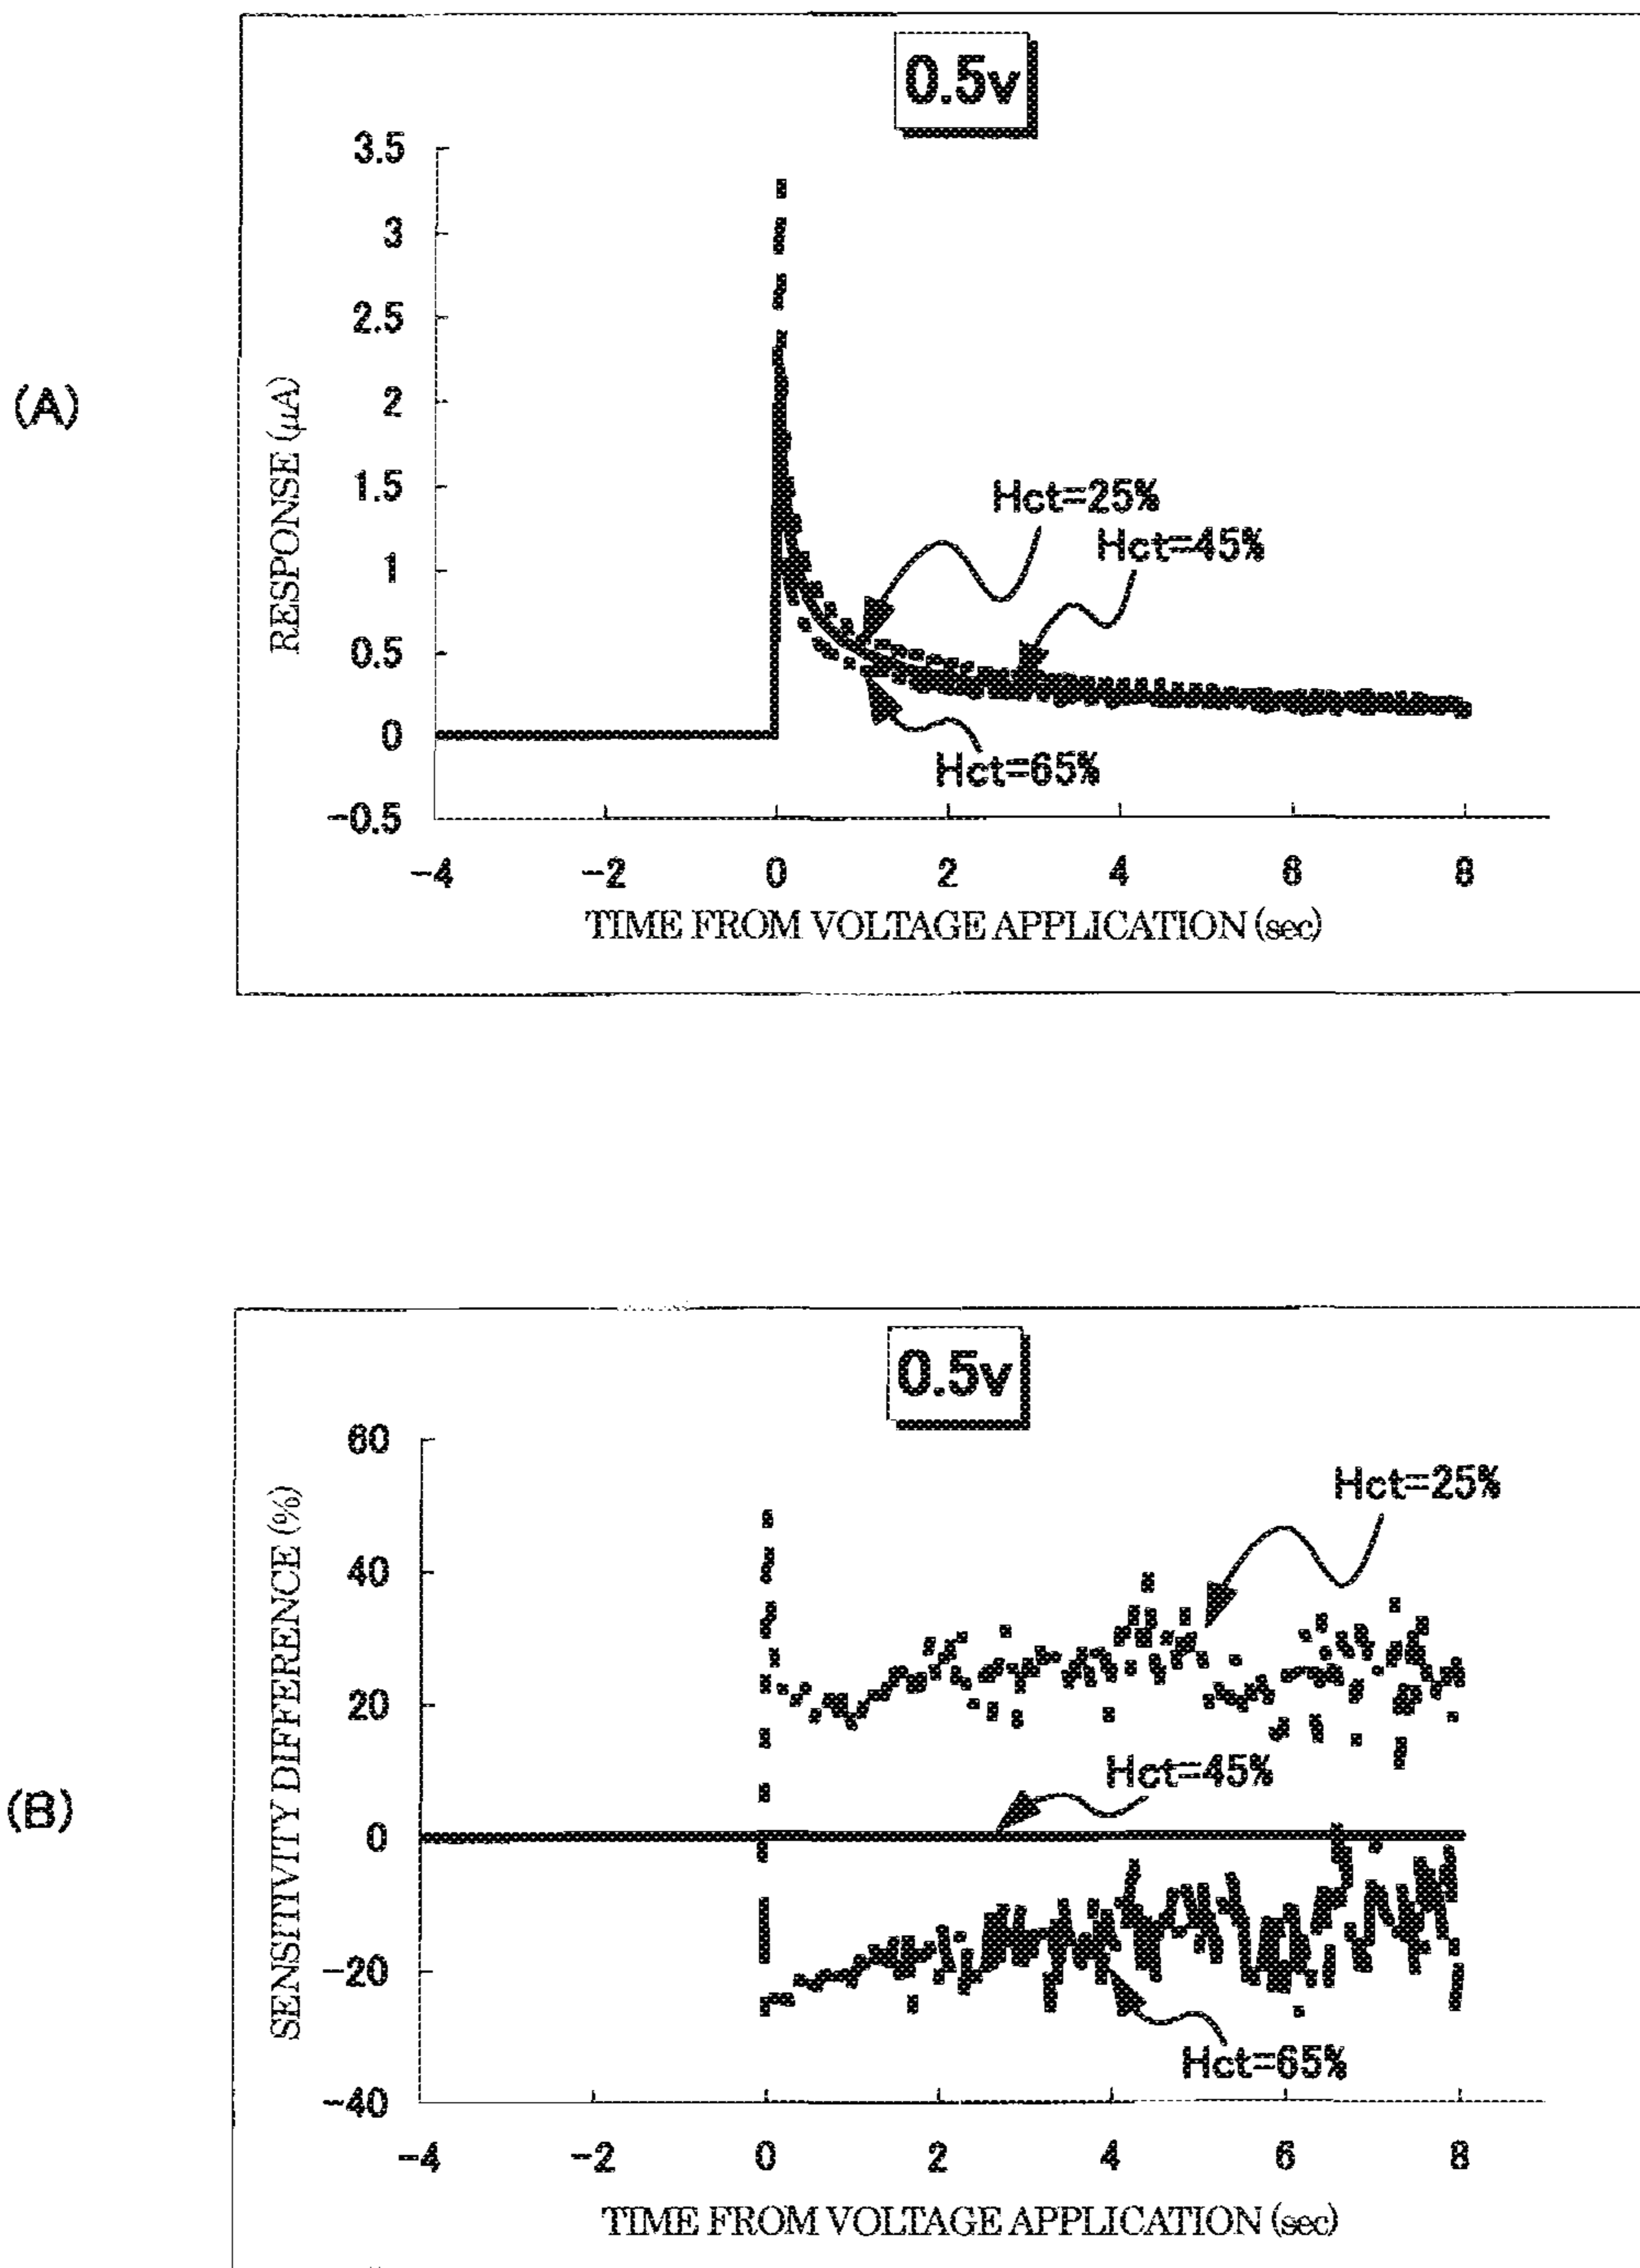 (A)
0.5v
3.5
3
2.5
2
1.5
1
0.5
0
-0.5
RESPONSE (μA)
Hct=25%
Hct=45%
Hct=65%
-4 -2 0 2 4 6 8
TIME FROM VOLTAGE APPLICATION (sec)
(B)
0.5v
60
40
20
0
-20
-40
SENSITIVITY DIFFERENCE (%)
Hct=25%
Hct=45%
Hct=65%
-4 -2 0 2 4 6 8
TIME FROM VOLTAGE APPLICATION (sec)